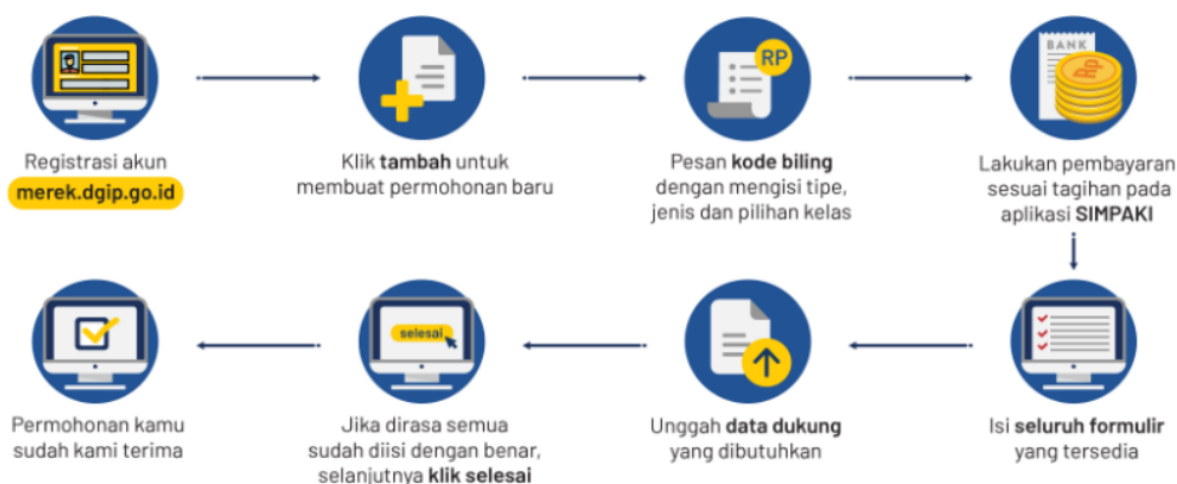 Registrasi akun
merek.dgip.go.id
Klik tambah untuk
membuat permohonan baru
RP
Pesan kode biling
dengan mengisi tipe,
jenis dan pilihan kelas
BANK
Rp
Lakukan pembayaran
sesuai tagihan pada
aplikasi SIMPAKI
Isi seluruh formulir
yang tersedia
Unggah data dukung
yang dibutuhkan
selesai
Jika dirasa semua
sudah diisi dengan benar,
selanjutnya klik selesai
Permohonan kamu
sudah kami terima